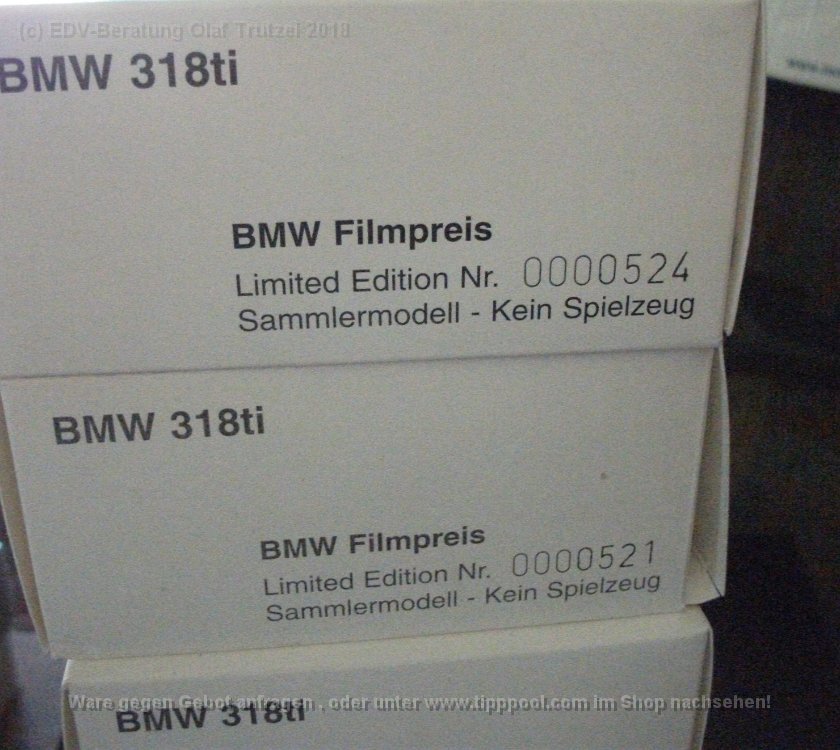 (c) EDV-Beratung Olaf Trutzel 2018
BMW 318ti
BMW Filmpreis
Limited Edition Nr. 0000524
Sammlermodell - Kein Spielzeug
BMW 318ti
BMW Filmpreis
Limited Edition Nr. 0000521
Sammlermodell - Kein Spielzeug
Ware gegen Gebot anfragen , oder unter www.tipppool.com im Shop nachsehen!
BMW 318ti